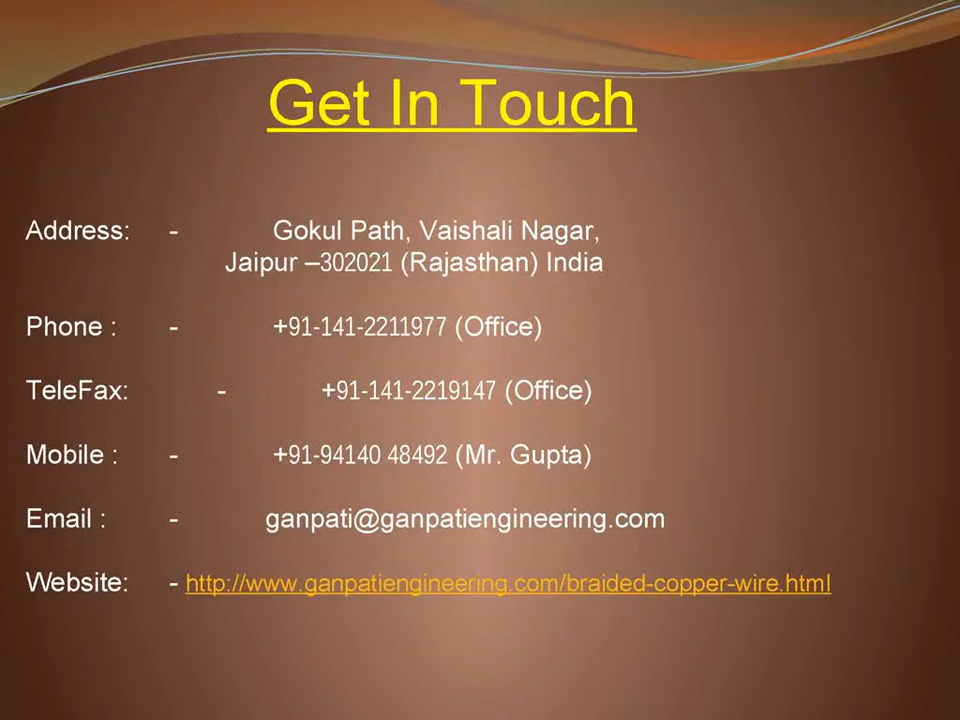 Get In Touch
Address: - Gokul Path, Vaishali Nagar,
Jaipur –302021 (Rajasthan) India
Phone : - +91-141-2211977 (Office)
TeleFax: - +91-141-2219147 (Office)
Mobile : - +91-94140 48492 (Mr. Gupta)
Email : - ganpati@ganpatiengineering.com
Website: - http://www.ganpatiengineering.com/braided-copper-wire.html